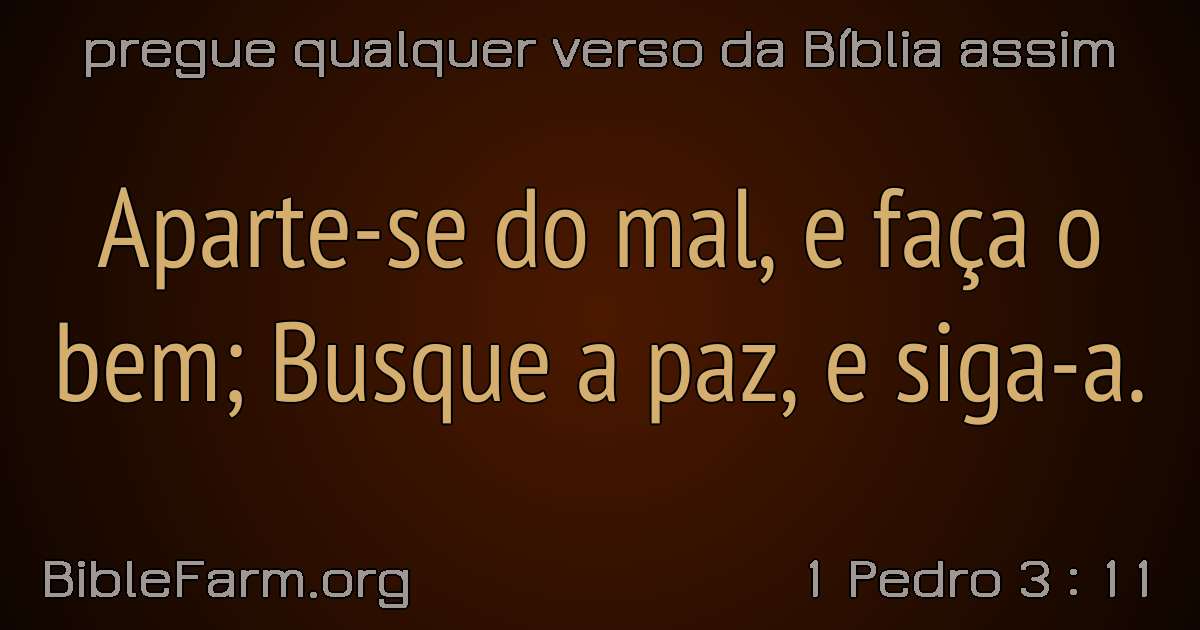 pregue qualquer verso da Bíblia assim
Aparte-se do mal, e faça o
bem; Busque a paz, e siga-a.
BibleFarm.org
1 Pedro 3 : 11